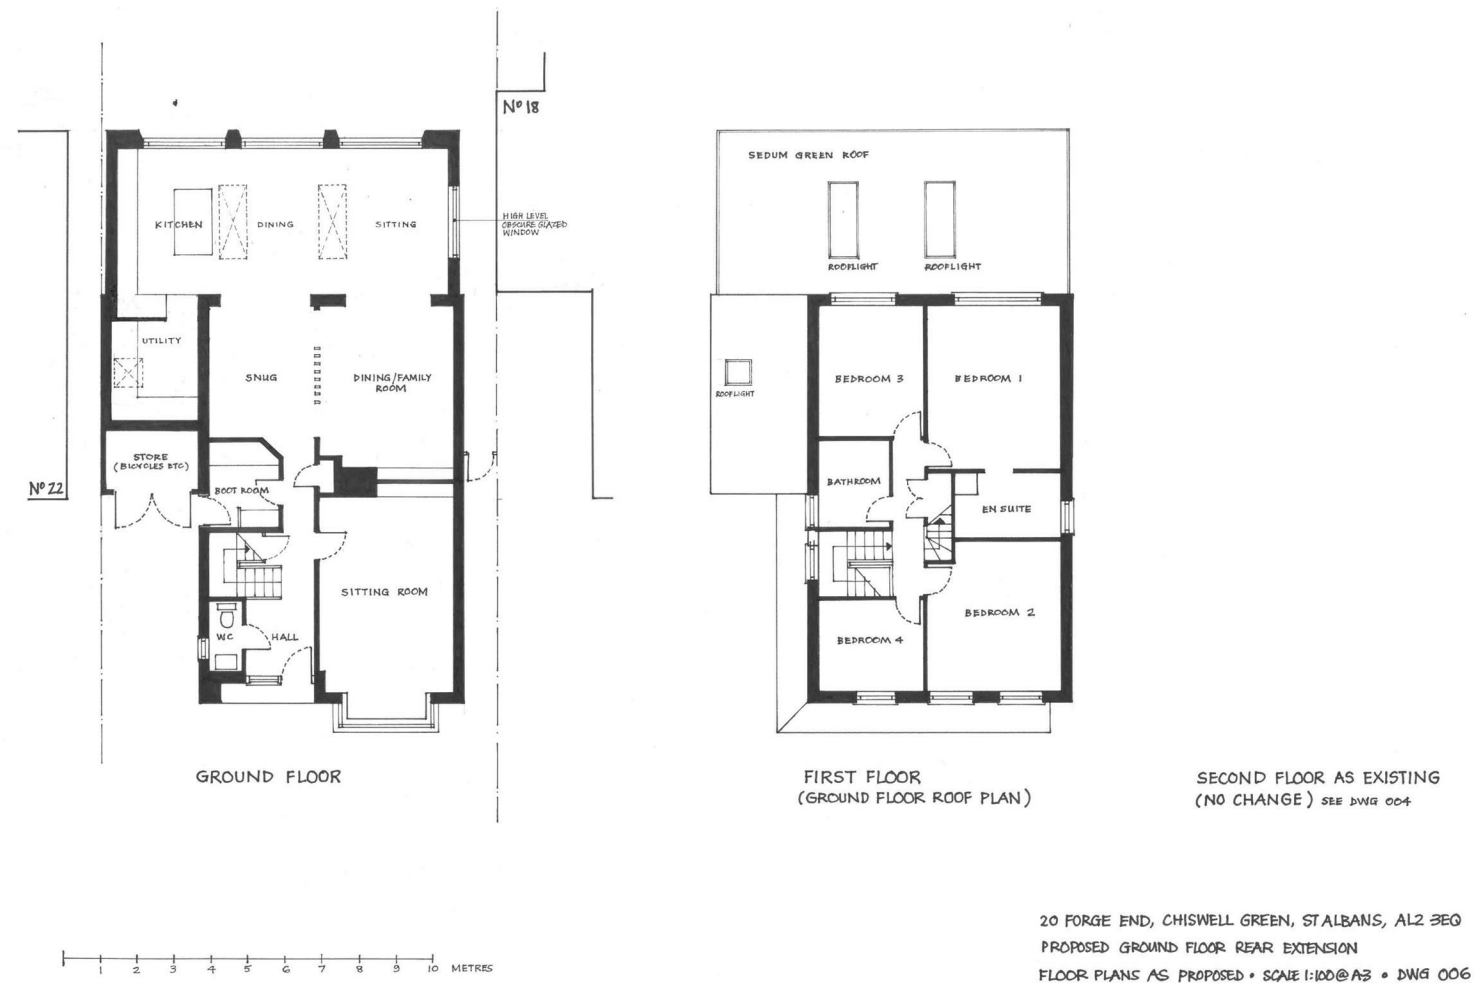 Nº 18
KITCHEN
DINING
SITTING
HIGH LEVEL
OBSCURE GLAZED
WINDOW
UTILITY
SNUG
DINING/FAMILY
ROOM
STORE
(BICYCLES ETC)
Nº 22
BOOT ROOM
SITTING ROOM
WC
HALL
GROUND FLOOR
SEDUM GREEN ROOF
ROOFLIGHT
ROOFLIGHT
ROOFLIGHT
BEDROOM 3
BEDROOM 1
BATHROOM
EN SUITE
BEDROOM 2
BEDROOM 4
FIRST FLOOR
(GROUND FLOOR ROOF PLAN)
SECOND FLOOR AS EXISTING
(NO CHANGE) SEE DWG 004
1 2 3 4 5 6 7 8 9 10 METRES
20 FORGE END, CHISWELL GREEN, ST ALBANS, AL2 3EQ
PROPOSED GROUND FLOOR REAR EXTENSION
FLOOR PLANS AS PROPOSED • SCALE 1:100@A3 • DWG 006